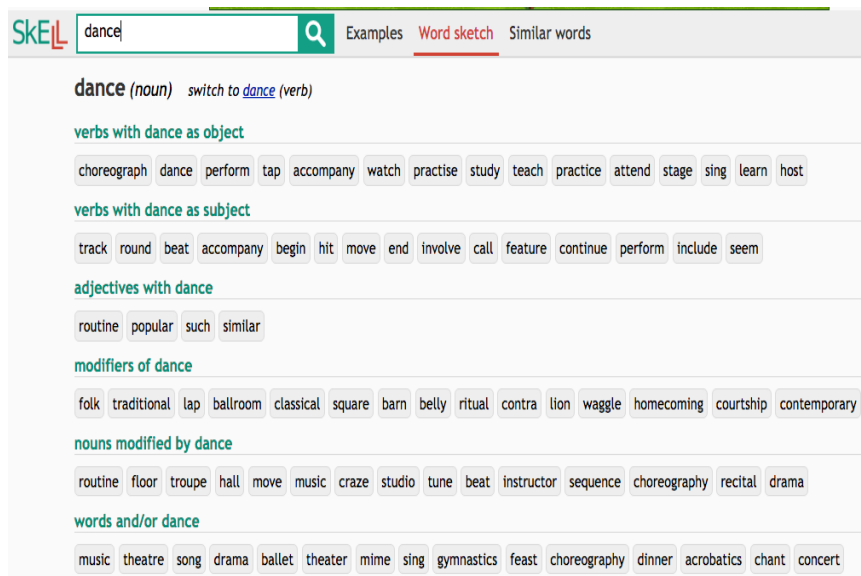 SkELL dance Examples Word sketch Similar words
dance (noun) switch to dance (verb)
verbs with dance as object
choreograph dance perform tap accompany watch practise study teach practice attend stage sing learn host
verbs with dance as subject
track round beat accompany begin hit move end involve call feature continue perform include seem
adjectives with dance
routine popular such similar
modifiers of dance
folk traditional lap ballroom classical square barn belly ritual contra lion waggle homecoming courtship contemporary
nouns modified by dance
routine floor troupe hall move music craze studio tune beat instructor sequence choreography recital drama
words and/or dance
music theatre song drama ballet theater mime sing gymnastics feast choreography dinner acrobatics chant concert